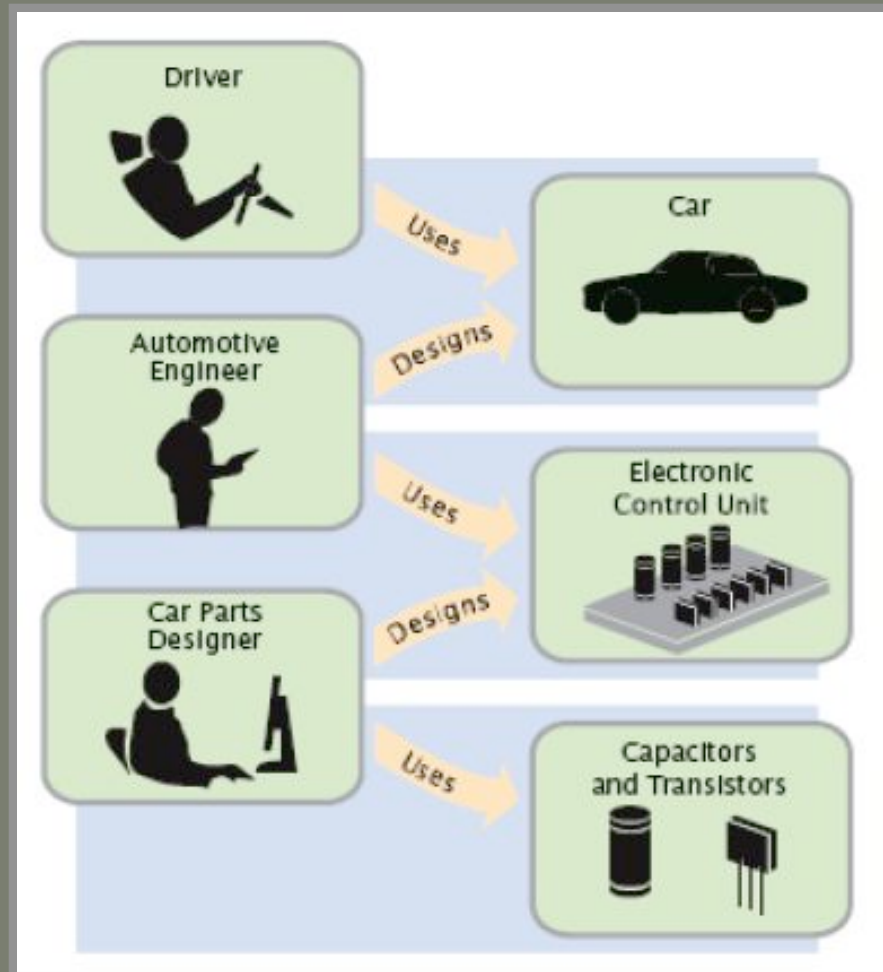 Driver
Uses
Car
Designs
Automotive
Engineer
Uses
Electronic
Control Unit
Designs
Car Parts
Designer
Uses
Capacitors
and Transistors